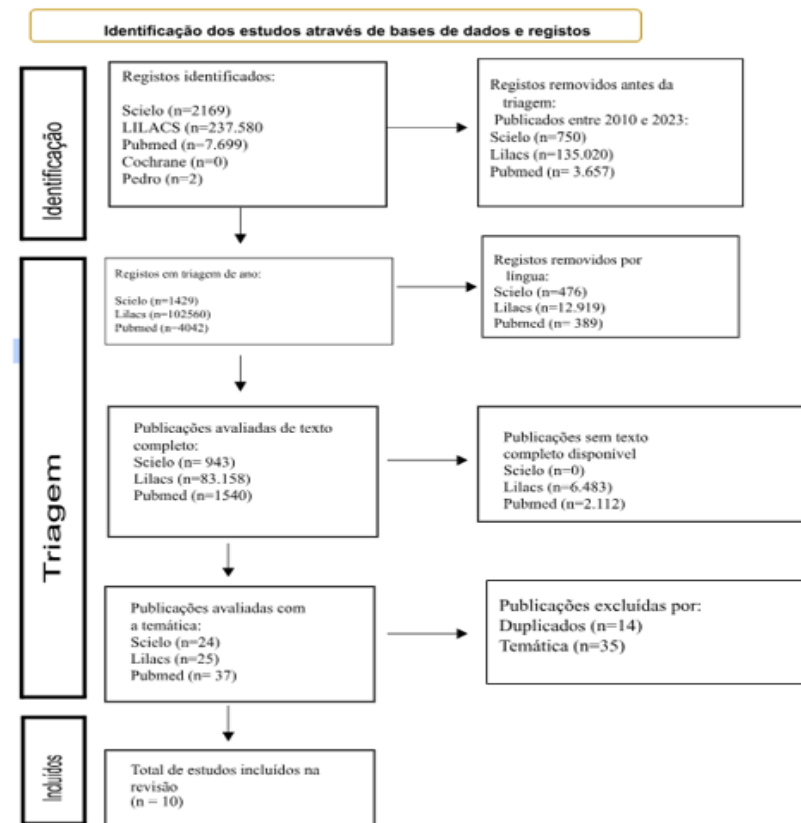 Identificação dos estudos através de bases de dados e registos
Identificação
Registos identificados:
Scielo (n=2169)
LILACS (n=237.580
Pubmed (n=7.699)
Cochrane (n=0)
Pedro (n=2)
Registos removidos antes da
triagem:
Publicados entre 2010 e 2023:
Scielo (n=750)
Lilacs (n=135.020)
Pubmed (n= 3.657)
Triagem
Registos em triagem de ano:
Scielo (n=1429)
Lilacs (n=102560)
Pubmed (n=4042)
Registos removidos por
língua:
Scielo (n=476)
Lilacs (n=12.919)
Pubmed (n= 389)
Publicações avaliadas de texto
completo:
Scielo (n= 943)
Lilacs (n=83.158)
Pubmed (n=1540)
Publicações sem texto
completo disponível
Scielo (n=0)
Lilacs (n=6.483)
Pubmed (n=2.112)
Publicações avaliadas com
a temática:
Scielo (n=24)
Lilacs (n=25)
Pubmed (n= 37)
Publicações excluídas por:
Duplicados (n=14)
Temática (n=35)
Incluídos
Total de estudos incluídos na
revisão
(n = 10)